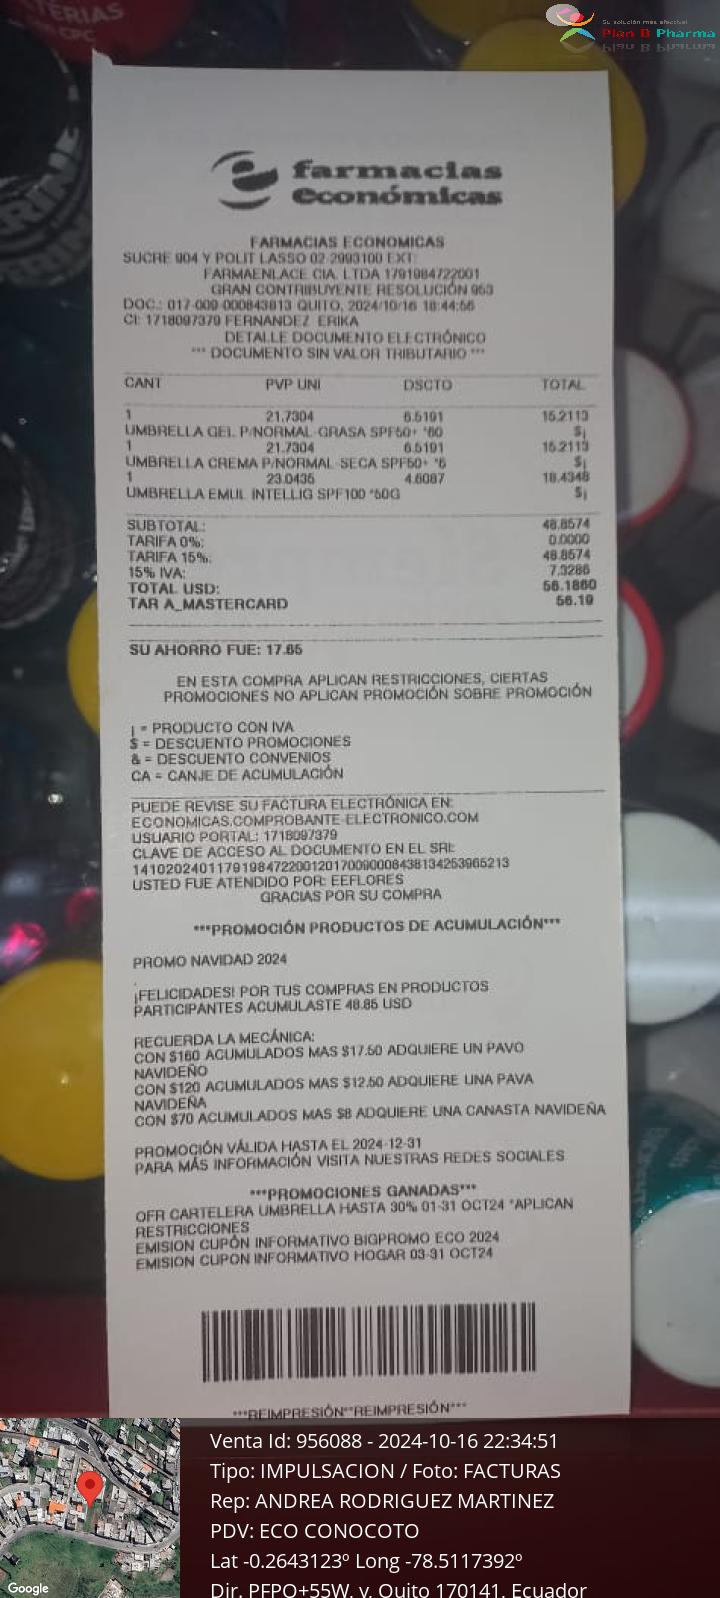 Su solución más efectiva!
Plan B Pharma
farmacias
económicas
FARMACIAS ECONOMICAS
SUCRE 904 Y POLIT LASSO 02-2993100 EXT:
FARMAENLACE CIA. LTDA 1791984722001
GRAN CONTRIBUYENTE RESOLUCIÓN 953
DOC.: 017-009-000843813 QUITO, 2024/10/16 18:44:56
CI: 1718097379 FERNANDEZ ERIKA
DETALLE DOCUMENTO ELECTRÓNICO
*** DOCUMENTO SIN VALOR TRIBUTARIO ***
CANT PVP UNI DSCTO TOTAL
1 21.7304 6.5191 15.2113
UMBRELLA GEL P/NORMAL-GRASA SPF50+ *60 $¡
1 21.7304 6.5191 15.2113
UMBRELLA CREMA P/NORMAL-SECA SPF50+ *6 $¡
1 23.0435 4.6087 18.4348
UMBRELLA EMUL INTELLIG SPF100 *50G $¡
SUBTOTAL: 48.8574
TARIFA 0%: 0.0000
TARIFA 15%: 48.8574
15% IVA: 7.3286
TOTAL USD: 56.1860
TAR A_MASTERCARD 56.19
SU AHORRO FUE: 17.65
EN ESTA COMPRA APLICAN RESTRICCIONES, CIERTAS
PROMOCIONES NO APLICAN PROMOCIÓN SOBRE PROMOCIÓN
¡ = PRODUCTO CON IVA
$ = DESCUENTO PROMOCIONES
& = DESCUENTO CONVENIOS
CA = CANJE DE ACUMULACIÓN
PUEDE REVISE SU FACTURA ELECTRÓNICA EN:
ECONOMICAS.COMPROBANTE-ELECTRONICO.COM
USUARIO PORTAL: 1718097379
CLAVE DE ACCESO AL DOCUMENTO EN EL SRI:
USTED FUE ATENDIDO POR: EEFLORES
GRACIAS POR SU COMPRA
***PROMOCIÓN PRODUCTOS DE ACUMULACIÓN***
PROMO NAVIDAD 2024
¡FELICIDADES! POR TUS COMPRAS EN PRODUCTOS
PARTICIPANTES ACUMULASTE 48.85 USD
RECUERDA LA MECÁNICA:
CON $160 ACUMULADOS MAS $17.50 ADQUIERE UN PAVO
NAVIDEÑO
CON $120 ACUMULADOS MAS $12.50 ADQUIERE UNA PAVA
NAVIDEÑA
CON $70 ACUMULADOS MAS $8 ADQUIERE UNA CANASTA NAVIDEÑA
PROMOCIÓN VÁLIDA HASTA EL 2024-12-31
PARA MÁS INFORMACIÓN VISITA NUESTRAS REDES SOCIALES
***PROMOCIONES GANADAS***
OFR CARTELERA UMBRELLA HASTA 30% 01-31 OCT24 *APLICAN
RESTRICCIONES
EMISION CUPÓN INFORMATIVO BIGPROMO ECO 2024
EMISION CUPON INFORMATIVO HOGAR 03-31 OCT24
***REIMPRESIÓN**REIMPRESIÓN***
Venta Id: 956088 - 2024-10-16 22:34:51
Tipo: IMPULSACION / Foto: FACTURAS
Rep: ANDREA RODRIGUEZ MARTINEZ
PDV: ECO CONOCOTO
Lat -0.2643123º Long -78.5117392º
Dir. PFPQ+55W, y, Quito 170141, Ecuador
Google